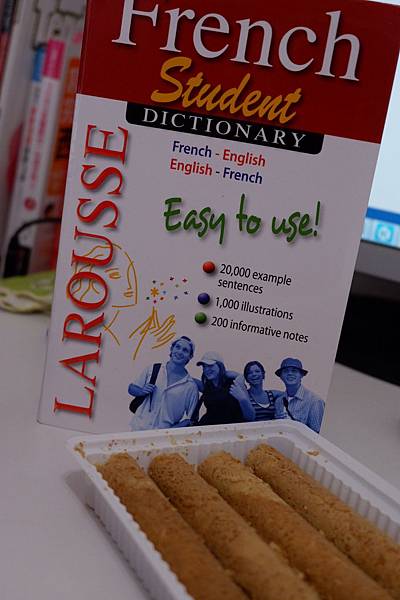 French
Student
DICTIONARY
French - English
English - French
LAROUSSE
Easy to use!
20,000 example
sentences
1,000 illustrations
200 informative notes